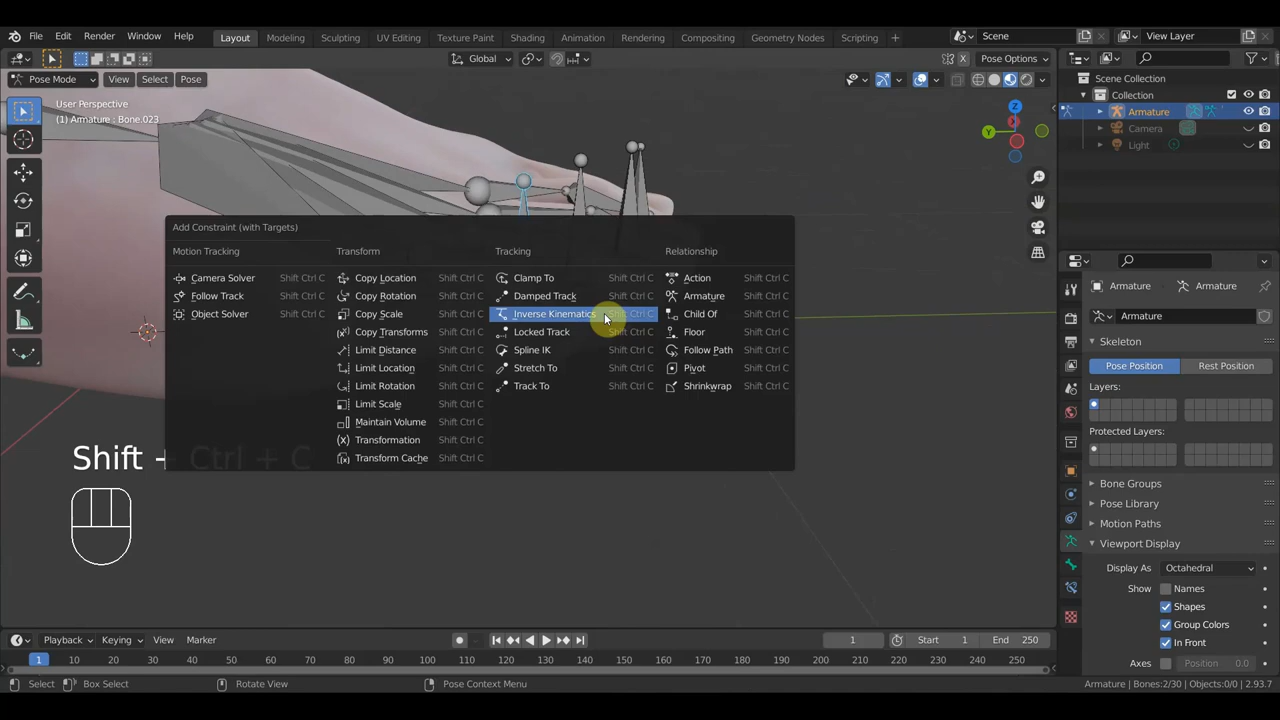 File Edit Render Window Help Layout Modeling Sculpting UV Editing Texture Paint Shading Animation Rendering Compositing Geometry Nodes Scripting + Scene View Layer
Global Pose Options
Pose Mode View Select Pose
Scene Collection
Collection
Armature
Camera
Light
User Perspective
(1) Armature : Bone.023
Z
Y
X
Add Constraint (with Targets)
Motion Tracking Transform Tracking Relationship
Camera Solver Shift Ctrl C Copy Location Shift Ctrl C Clamp To Shift Ctrl C Action Shift Ctrl C
Follow Track Shift Ctrl C Copy Rotation Shift Ctrl C Damped Track Shift Ctrl C Armature Shift Ctrl C
Object Solver Shift Ctrl C Copy Scale Shift Ctrl C Inverse Kinematics Ctrl C Child Of Shift Ctrl C
Copy Transforms Shift Ctrl C Locked Track Shift Ctrl C Floor Shift Ctrl C
Limit Distance Shift Ctrl C Spline IK Shift Ctrl C Follow Path Shift Ctrl C
Limit Location Shift Ctrl C Stretch To Shift Ctrl C Pivot Shift Ctrl C
Limit Rotation Shift Ctrl C Track To Shift Ctrl C Shrinkwrap Shift Ctrl C
Limit Scale Shift Ctrl C
Maintain Volume Shift Ctrl C
Transformation Shift Ctrl C
Transform Cache Shift Ctrl C
Shift + Ctrl + C
Armature Armature
Armature
Skeleton
Pose Position Rest Position
Layers:
Protected Layers:
Bone Groups
Pose Library
Motion Paths
Viewport Display
Display As Octahedral
Show Names
Shapes
Group Colors
In Front
Axes Position 0.0
Playback Keying View Marker 1 Start 1 End 250
1 10 20 30 40 50 60 70 80 90 100 110 120 130 140 150 160 170 180 190 200 210 220 230 240 250
Select Box Select Rotate View Pose Context Menu Armature | Bones:2/30 | Objects:0/0 | 2.93.7